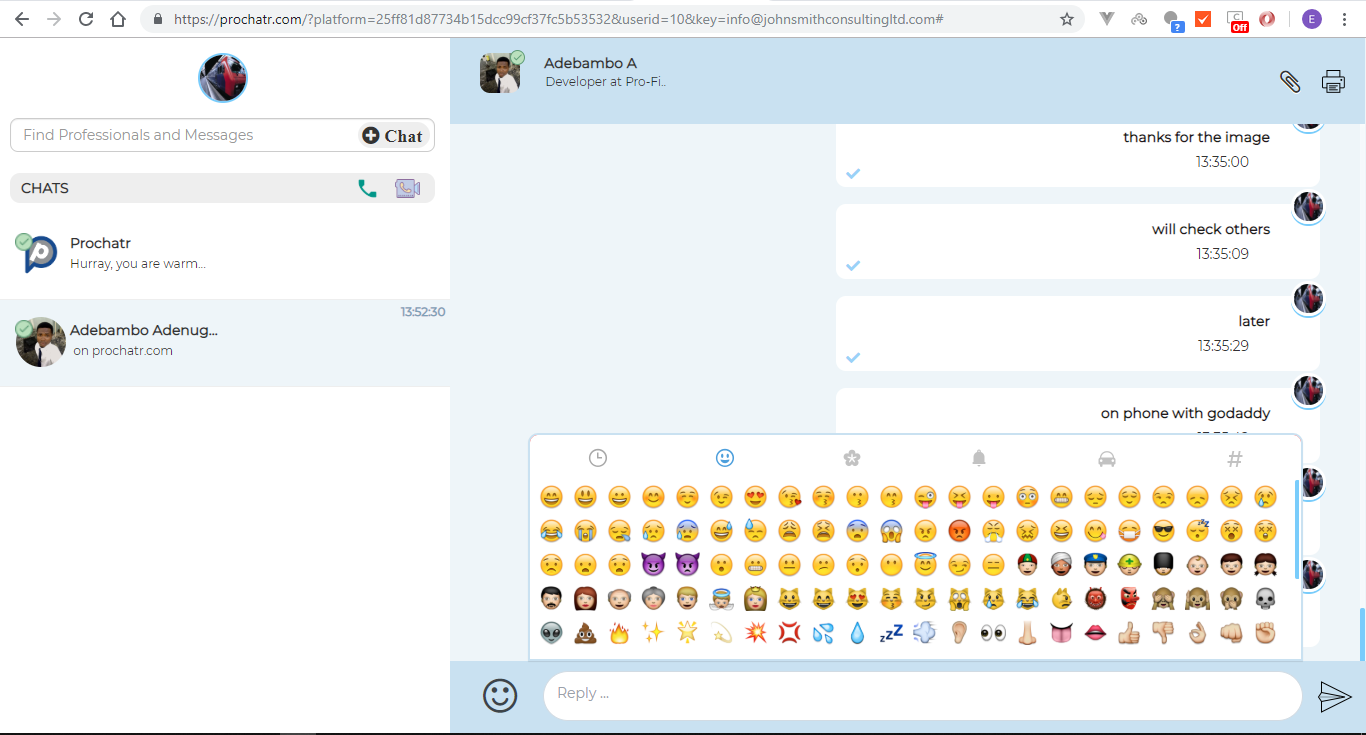 https://prochatr.com/?platform=25ff81d87734b15dcc99cf37fc5b53532&userid=10&key=info@johnsmithconsultingltd.com#
?
Off
E
Find Professionals and Messages
Chat
CHATS
Prochatr
Hurray, you are warm...
13:52:30
Adebambo Adenug...
on prochatr.com
Adebambo A
Developer at Pro-Fi..
thanks for the image
13:35:00
will check others
13:35:09
later
13:35:29
on phone with godaddy
#
Reply ...